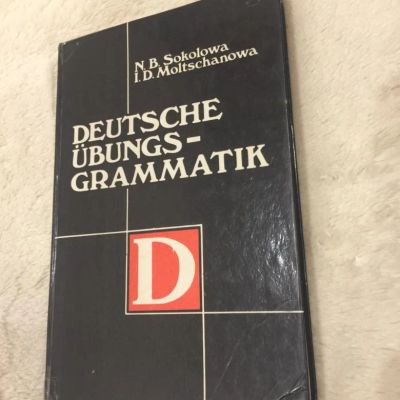 N. B. Sokolowa
I. D. Moltschanowa
DEUTSCHE
ÜBUNGS-
GRAMMATIK
D